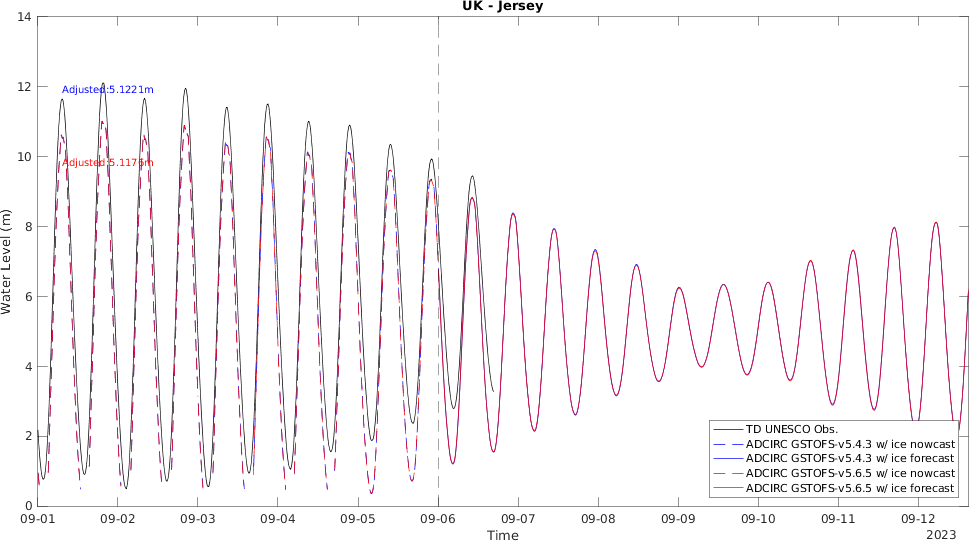 UK - Jersey
14
12
10
8
6
4
2
0
Water Level (m)
Adjusted:5.1221m
Adjusted:5.1176m
09-01
09-02
09-03
09-04
09-05
09-06
09-07
09-08
09-09
09-10
09-11
09-12
Time
2023
TD UNESCO Obs.
ADCIRC GSTOFS-v5.4.3 w/ ice nowcast
ADCIRC GSTOFS-v5.4.3 w/ ice forecast
ADCIRC GSTOFS-v5.6.5 w/ ice nowcast
ADCIRC GSTOFS-v5.6.5 w/ ice forecast